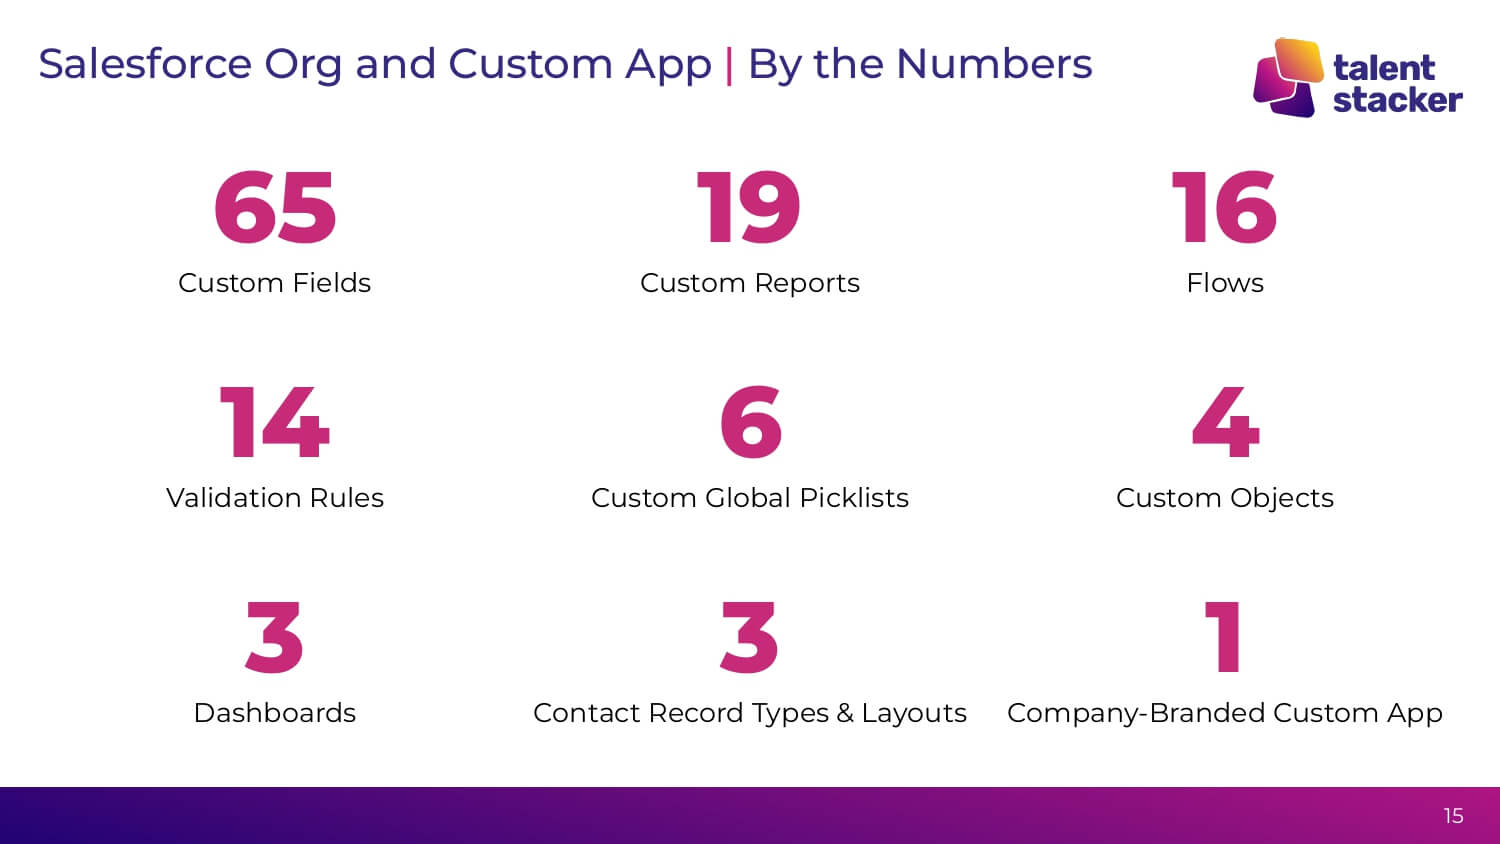 Salesforce Org and Custom App | By the Numbers
talent
stacker
65
Custom Fields
19
Custom Reports
16
Flows
14
Validation Rules
6
Custom Global Picklists
4
Custom Objects
3
Dashboards
3
Contact Record Types & Layouts
1
Company-Branded Custom App
15